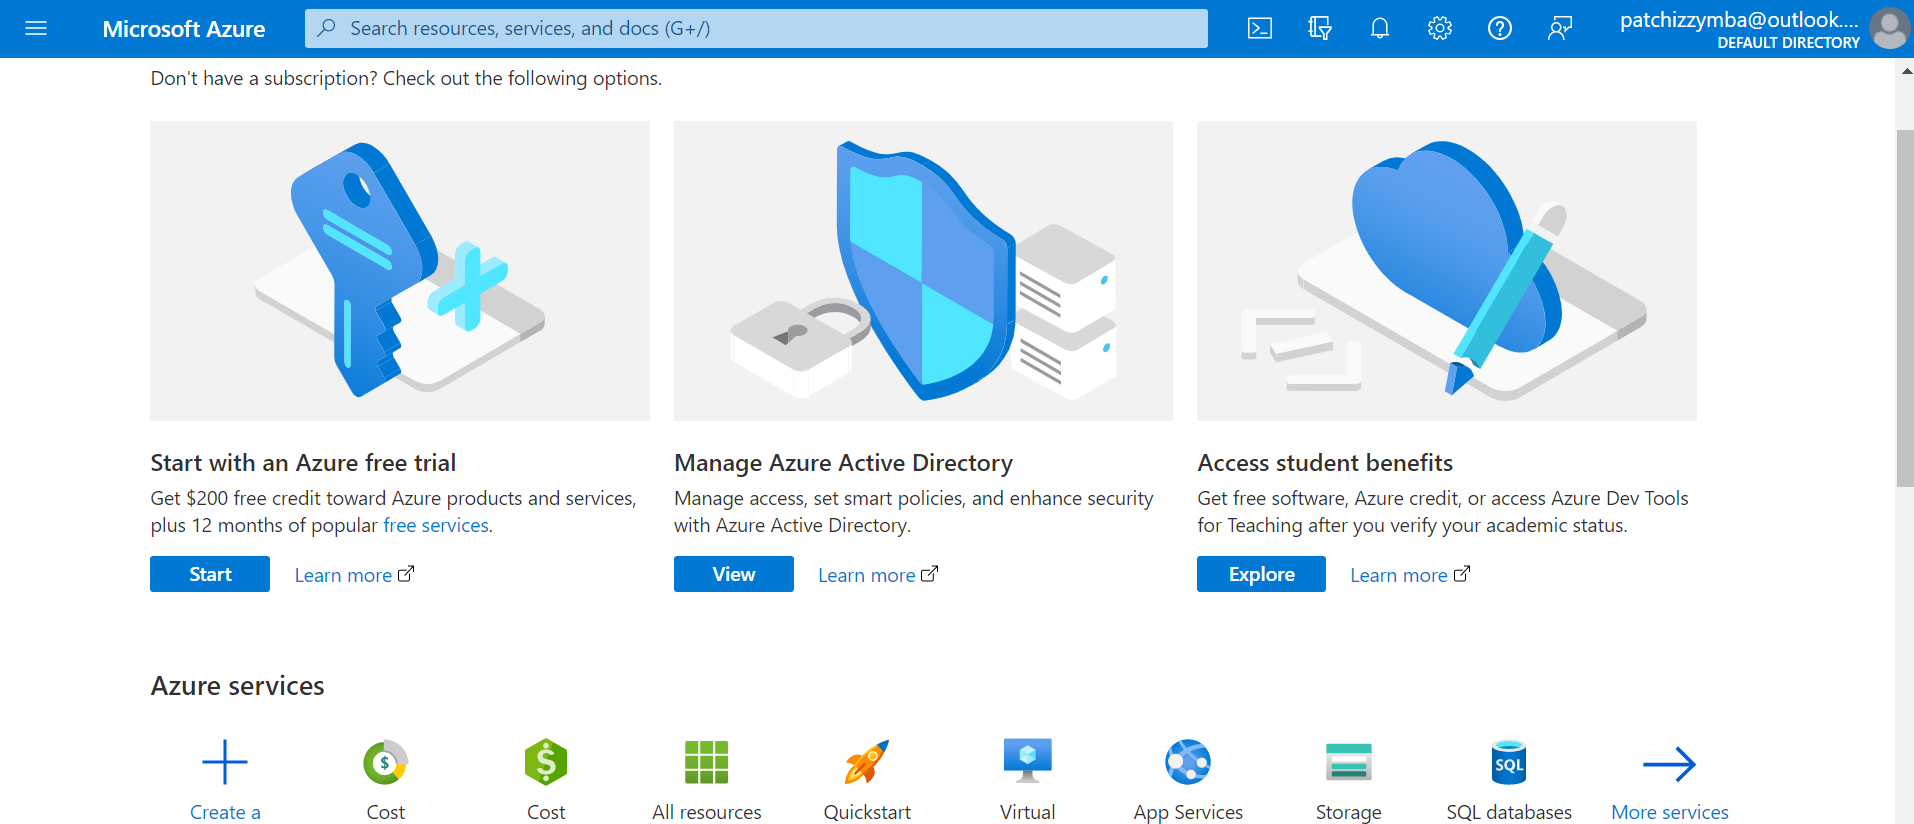 Microsoft Azure
Search resources, services, and docs (G+/)
patchizzymba@outlook....
DEFAULT DIRECTORY
Don't have a subscription? Check out the following options.
Start with an Azure free trial
Get $200 free credit toward Azure products and services,
plus 12 months of popular free services.
Start
Learn more
Manage Azure Active Directory
Manage access, set smart policies, and enhance security
with Azure Active Directory.
View
Learn more
Access student benefits
Get free software, Azure credit, or access Azure Dev Tools
for Teaching after you verify your academic status.
Explore
Learn more
Azure services
$
$
SQL
Create a
Cost
Cost
All resources
Quickstart
Virtual
App Services
Storage
SQL databases
More services